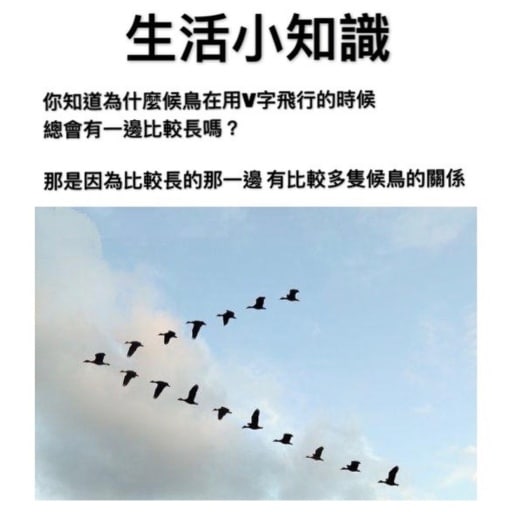 生活小知識
你知道為什麼候鳥在用V字飛行的時候
總會有一邊比較長嗎？
那是因為比較長的那一邊 有比較多隻候鳥的關係